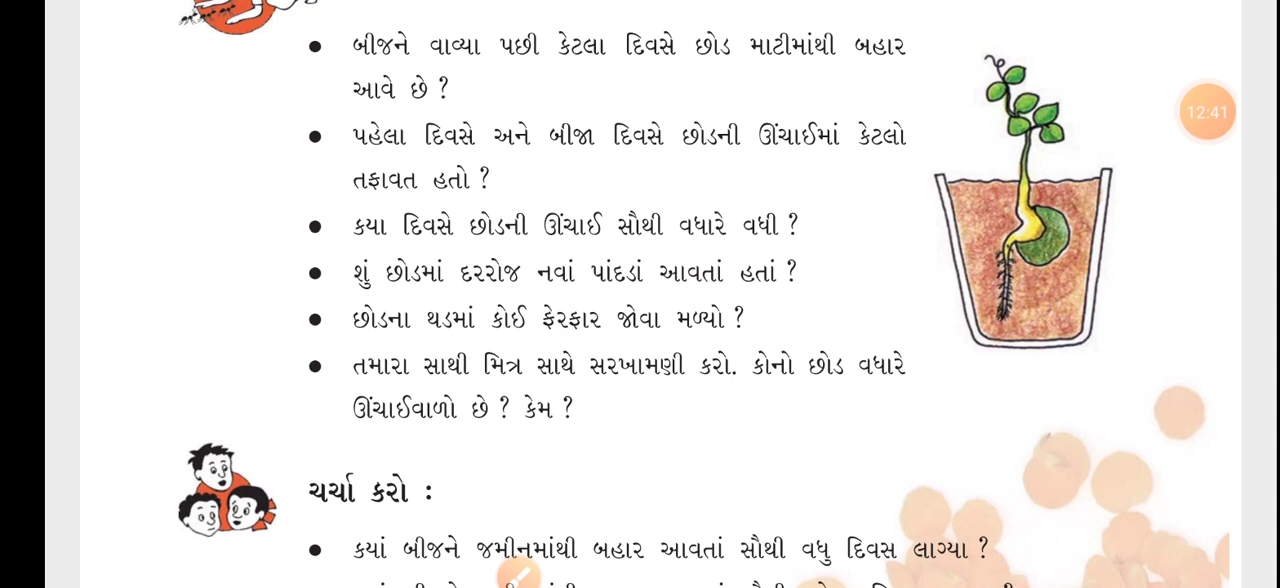 બીજને વાવ્યા પછી કેટલા દિવસે છોડ માટીમાંથી બહાર
આવે છે ?
12:41
પહેલા દિવસે અને બીજા દિવસે છોડની ઊંચાઈમાં કેટલો
તફાવત હતો ?
કયા દિવસે છોડની ઊંચાઈ સૌથી વધારે વધી ?
શું છોડમાં દરરોજ નવાં પાંદડાં આવતાં હતાં ?
છોડના થડમાં કોઈ ફેરફાર જોવા મળ્યો ?
તમારા સાથી મિત્ર સાથે સરખામણી કરો. કોનો છોડ વધારે
ઊંચાઈવાળો છે ? કેમ ?
ચર્ચા કરો :
કયાં બીજને જમીનમાંથી બહાર આવતાં સૌથી વધુ દિવસ લાગ્યા ?